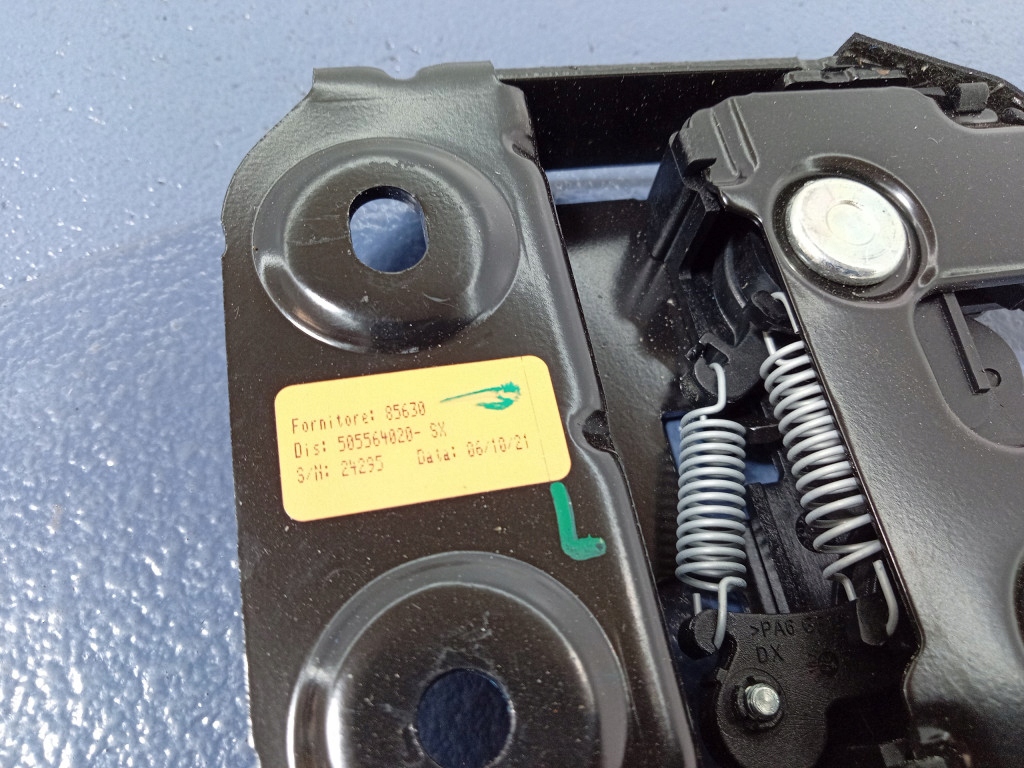 Fornitore: 85630
Dis: 505564020- SX
S/N: 24295 Data: 06/10/21
L
>PA6
DX